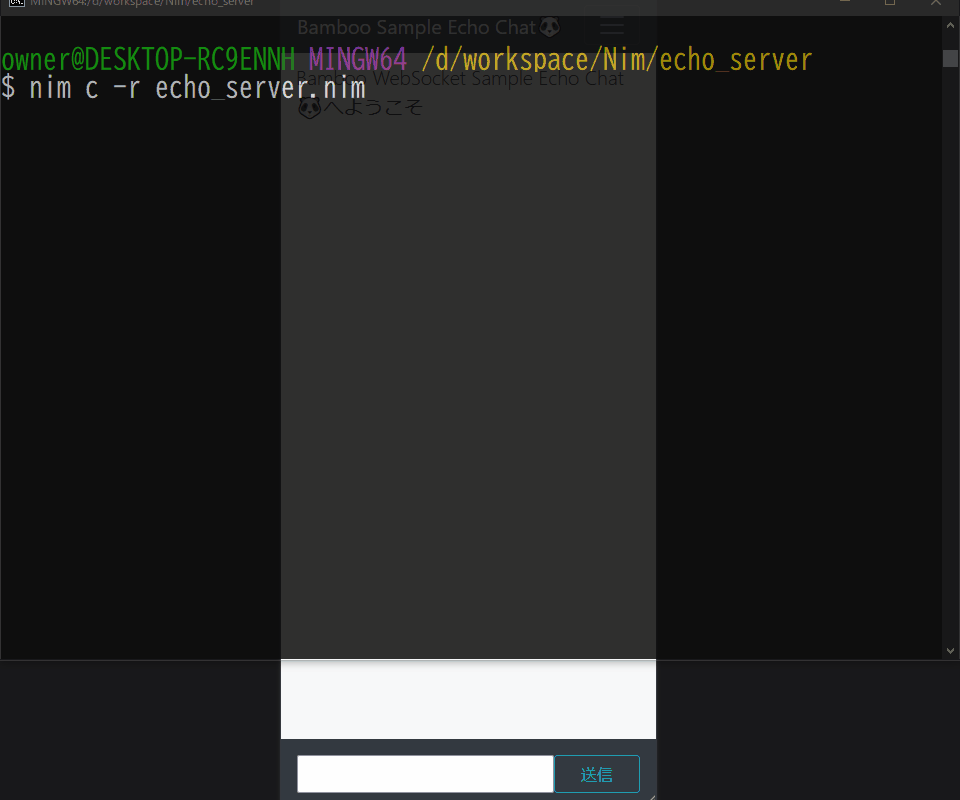 MINGW64:/d/workspace/Nim/echo_server
Bamboo Sample Echo Chat🐼
owner@DESKTOP-RC9ENNH MINGW64 /d/workspace/Nim/echo_server
Bamboo WebSocket Sample Echo Chat
$ nim c -r echo_server.nim
🐼へようこそ
送信